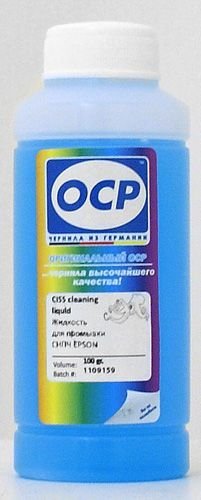 OCP
ЧЕРНИЛА ИЗ ГЕРМАНИИ
ОРИГИНАЛЬНЫЙ OCP
...чернила высочайшего
качества!
CISS cleaning
liquid
Жидкость
для промывки
СНПЧ EPSON
Volume: 100 gr.
Batch #: 1109159